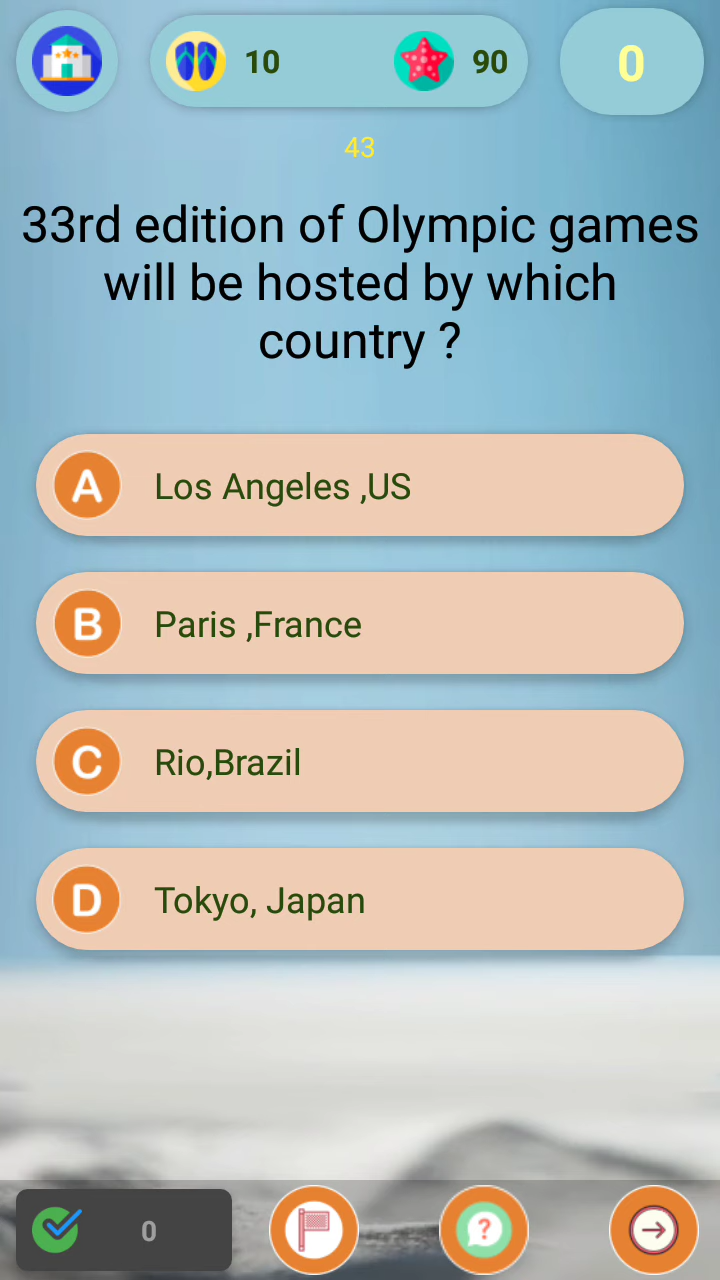 10
90
0
43
33rd edition of Olympic games
will be hosted by which
country ?
A Los Angeles ,US
B Paris ,France
C Rio,Brazil
D Tokyo, Japan
0
?